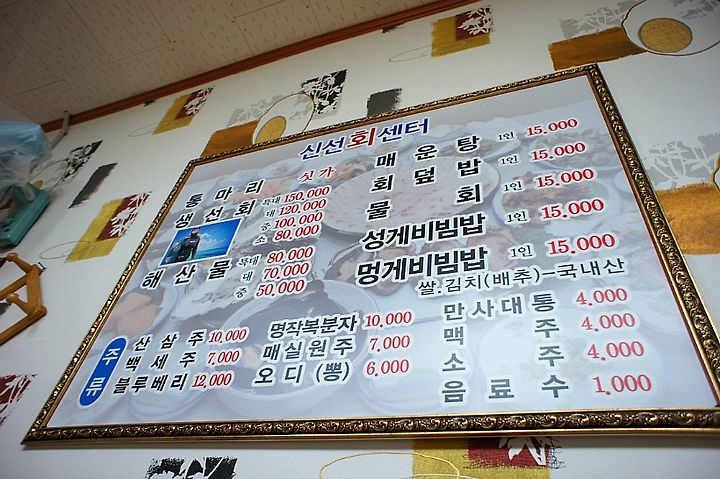 신선회센터
통마리 싯가
생선회 특대 150,000
대 120,000
중 100,000
소 80,000
해산물 특대 80,000
대 70,000
중 50,000
매운탕 1인 15.000
회덮밥 1인 15.000
물회 1인 15.000
성게비빔밥 1인 15.000
멍게비빔밥 1인 15.000
쌀.김치(배추)-국내산
주류
산삼주 10,000
백세주 7,000
블루베리 12,000
명작복분자 10,000
매실원주 7,000
오디 (뽕) 6,000
만사대통 4,000
맥주 4,000
소주 4,000
음료수 1,000